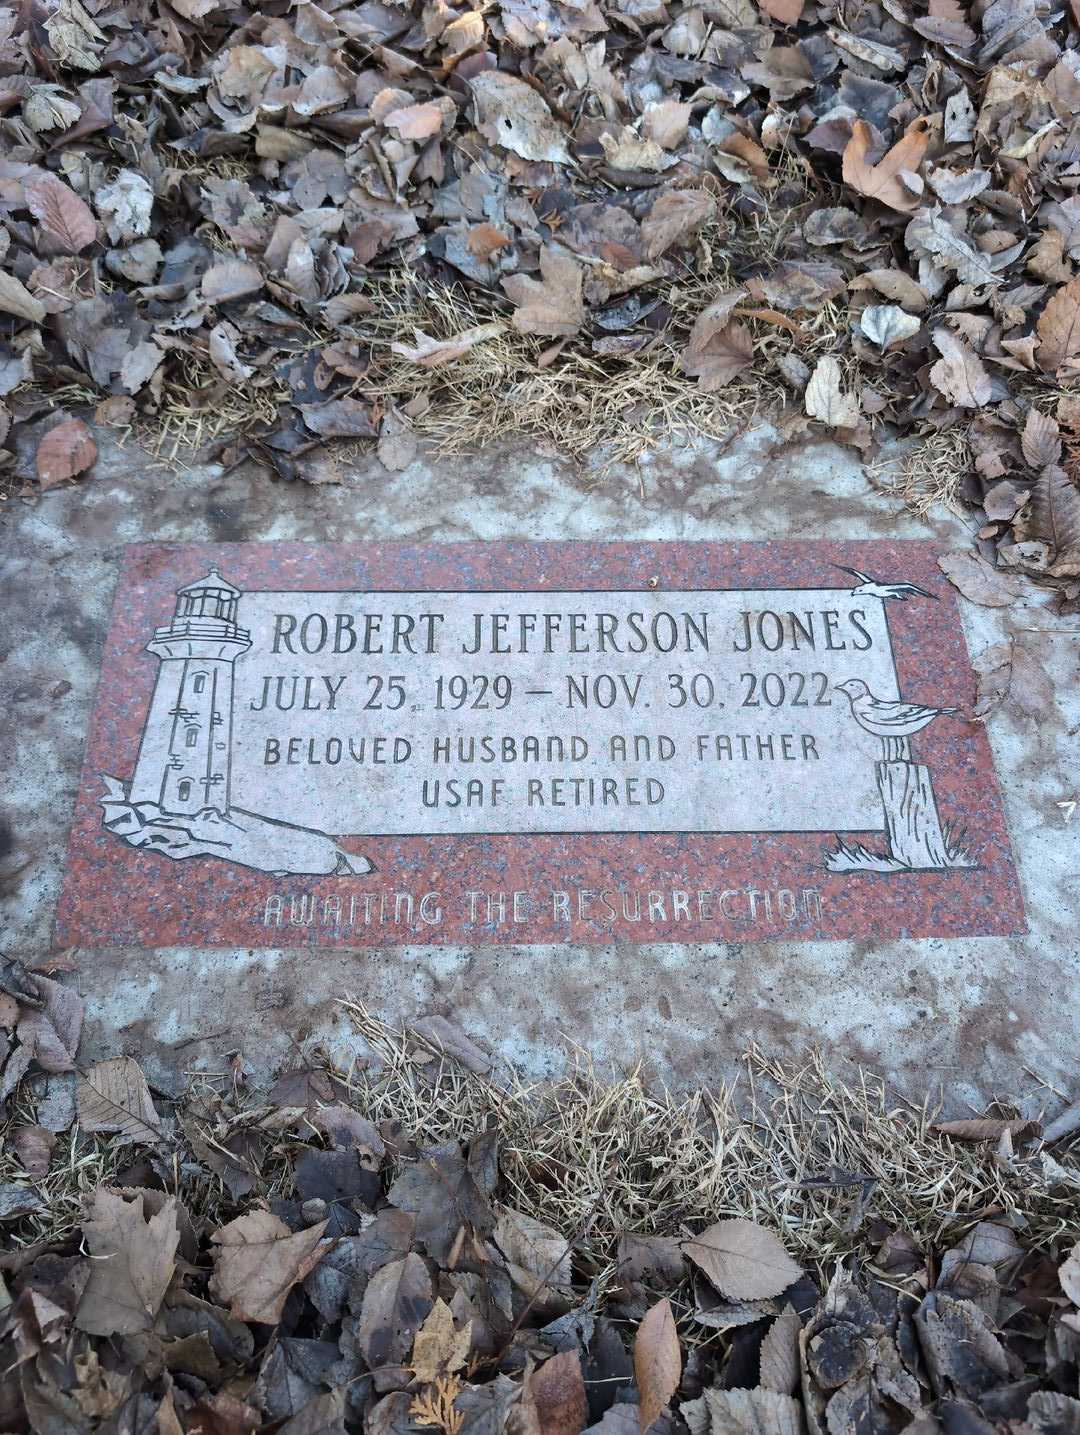 ROBERT JEFFERSON JONES
JULY 25, 1929 – NOV. 30, 2022
BELOVED HUSBAND AND FATHER
USAF RETIRED
AWAITING THE RESURRECTION